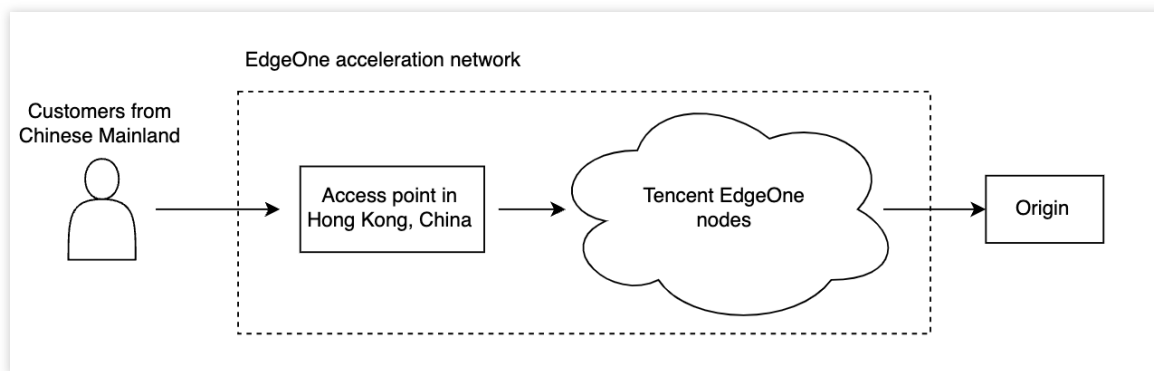 EdgeOne acceleration network
Customers from
Chinese Mainland
Access point in
Hong Kong, China
Tencent EdgeOne
nodes
Origin